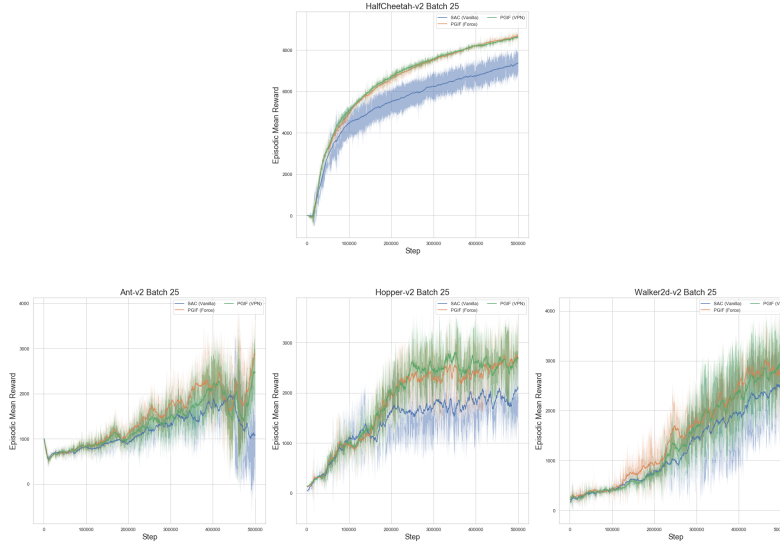 HalfCheetah-v2 Batch 25
SAC (Vanilla) PGIF (VPN)
PGIF (Force)
8000
6000
4000
2000
0
Episodic Mean Reward
0 100000 200000 300000 400000 500000
Step
Ant-v2 Batch 25
SAC (Vanilla) PGIF (VPN)
PGIF (Force)
4000
3000
2000
1000
0
Episodic Mean Reward
0 100000 200000 300000 400000 500000
Step
Hopper-v2 Batch 25
SAC (Vanilla) PGIF (VPN)
PGIF (Force)
3000
2000
1000
0
Episodic Mean Reward
0 100000 200000 300000 400000 500000
Step
Walker2d-v2 Batch 25
SAC (Vanilla) PGIF (V
PGIF (Force)
4000
3000
2000
1000
0
Episodic Mean Reward
0 100000 200000 300000 400000
Step